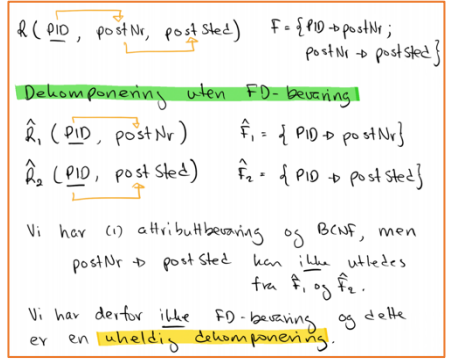 R ( PID , postNr, postSted) F = { PID → postNr ;
postNr → postSted }
Dekomponering uten FD-bevaring
R̂₁ ( PID , postNr ) F̂₁ = { PID → postNr }
R̂₂ ( PID , postSted ) F̂₂ = { PID → postSted }
Vi har (1) attributtbevaring og BCNF, men
postNr → postSted kan ikke utledes
fra F̂₁ og F̂₂.
Vi har derfor ikke FD-bevaring og dette
er en uheldig dekomponering.